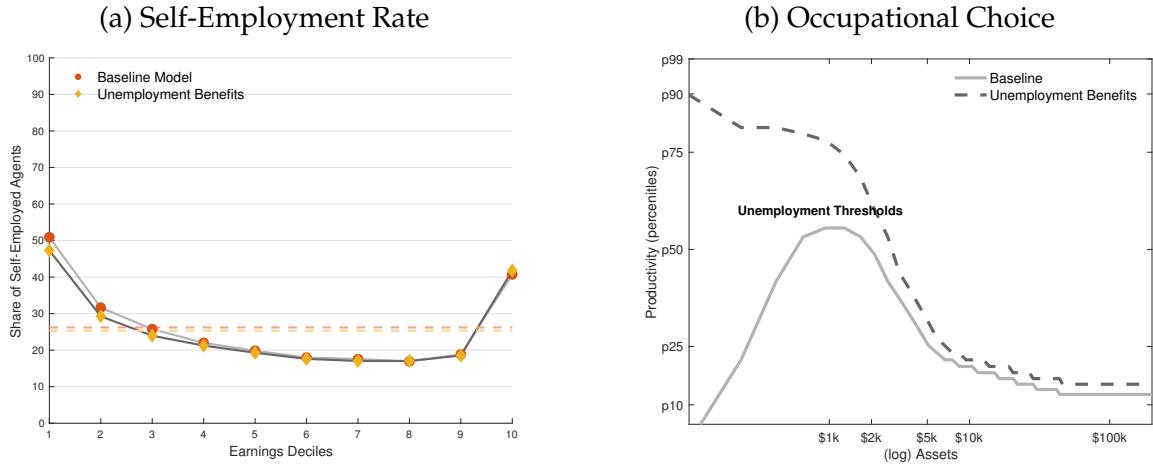 (a) Self-Employment Rate
100
90
80
70
60
50
40
30
20
10
0
1 2 3 4 5 6 7 8 9 10
Share of Self-Employed Agents
Earnings Deciles
Baseline Model
Unemployment Benefits
(b) Occupational Choice
p99
p90
p75
p50
p25
p10
$1k $2k $5k $10k $100k
Productivity (percenitles)
(log) Assets
Baseline
Unemployment Benefits
Unemployment Thresholds